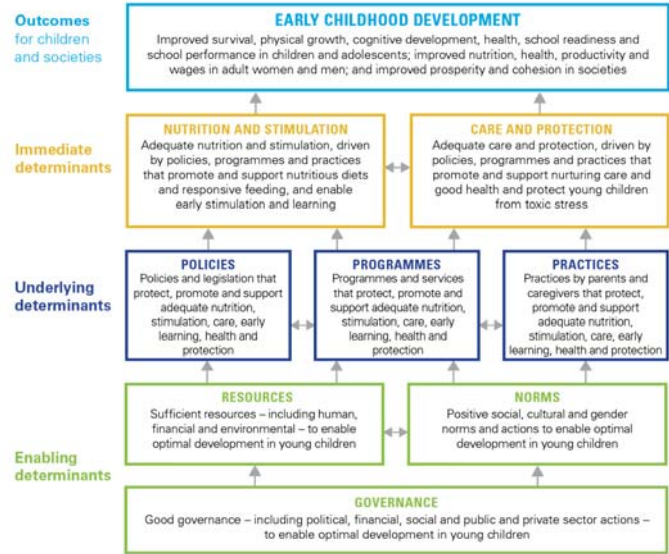 Outcomes
for children
and societies
EARLY CHILDHOOD DEVELOPMENT
Improved survival, physical growth, cognitive development, health, school readiness and
school performance in children and adolescents; improved nutrition, health, productivity and
wages in adult women and men; and improved prosperity and cohesion in societies
Immediate
determinants
NUTRITION AND STIMULATION
Adequate nutrition and stimulation, driven
by policies, programmes and practices
that promote and support nutritious diets
and responsive feeding, and enable
early stimulation and learning
CARE AND PROTECTION
Adequate care and protection, driven by
policies, programmes and practices that
promote and support nurturing care and
good health and protect young children
from toxic stress
Underlying
determinants
POLICIES
Policies and legislation that
protect, promote and support
adequate nutrition,
stimulation, care, early
learning, health and
protection
PROGRAMMES
Programmes and services
that protect, promote and
support adequate nutrition,
stimulation, care, early
learning, health and
protection
PRACTICES
Practices by parents and
caregivers that protect,
promote and support
adequate nutrition,
stimulation, care, early
learning, health and protection
Enabling
determinants
RESOURCES
Sufficient resources – including human,
financial and environmental – to enable
optimal development in young children
NORMS
Positive social, cultural and gender
norms and actions to enable optimal
development in young children
GOVERNANCE
Good governance – including political, financial, social and public and private sector actions –
to enable optimal development in young children